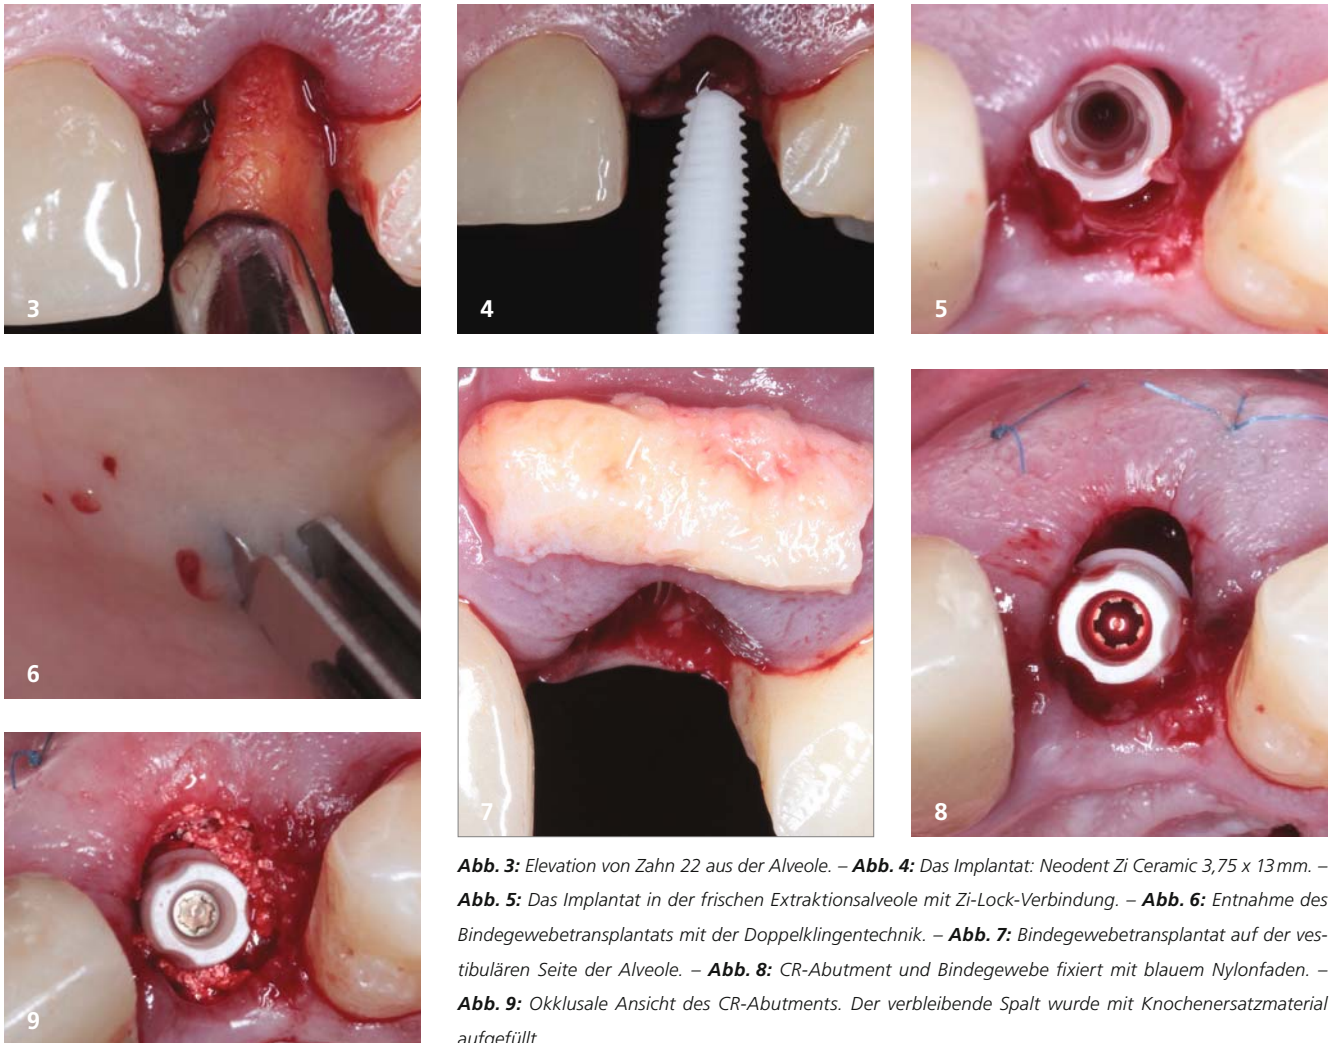 3
4
5
6
7
8
9
Abb. 3: Elevation von Zahn 22 aus der Alveole. – Abb. 4: Das Implantat: Neodent Zi Ceramic 3,75 x 13 mm. –
Abb. 5: Das Implantat in der frischen Extraktionsalveole mit Zi-Lock-Verbindung. – Abb. 6: Entnahme des
Bindegewebetransplantats mit der Doppelklingentechnik. – Abb. 7: Bindegewebetransplantat auf der ves-
tibulären Seite der Alveole. – Abb. 8: CR-Abutment und Bindegewebe fixiert mit blauem Nylonfaden. –
Abb. 9: Okklusale Ansicht des CR-Abutments. Der verbleibende Spalt wurde mit Knochenersatzmaterial
aufgefüllt